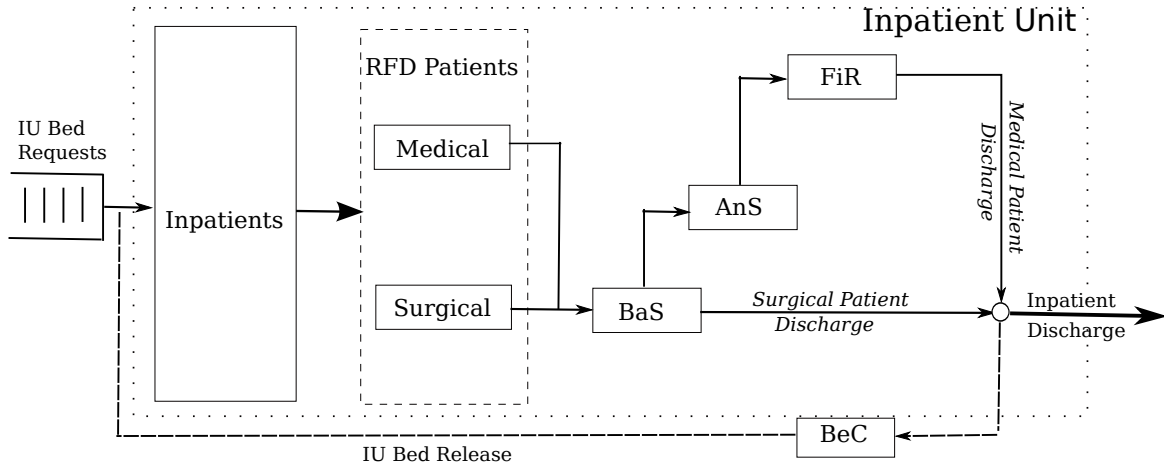 Inpatient Unit
IU Bed
Requests
Inpatients
RFD Patients
Medical
Surgical
BaS
AnS
FiR
Medical Patient
Discharge
Surgical Patient
Discharge
Inpatient
Discharge
BeC
IU Bed Release